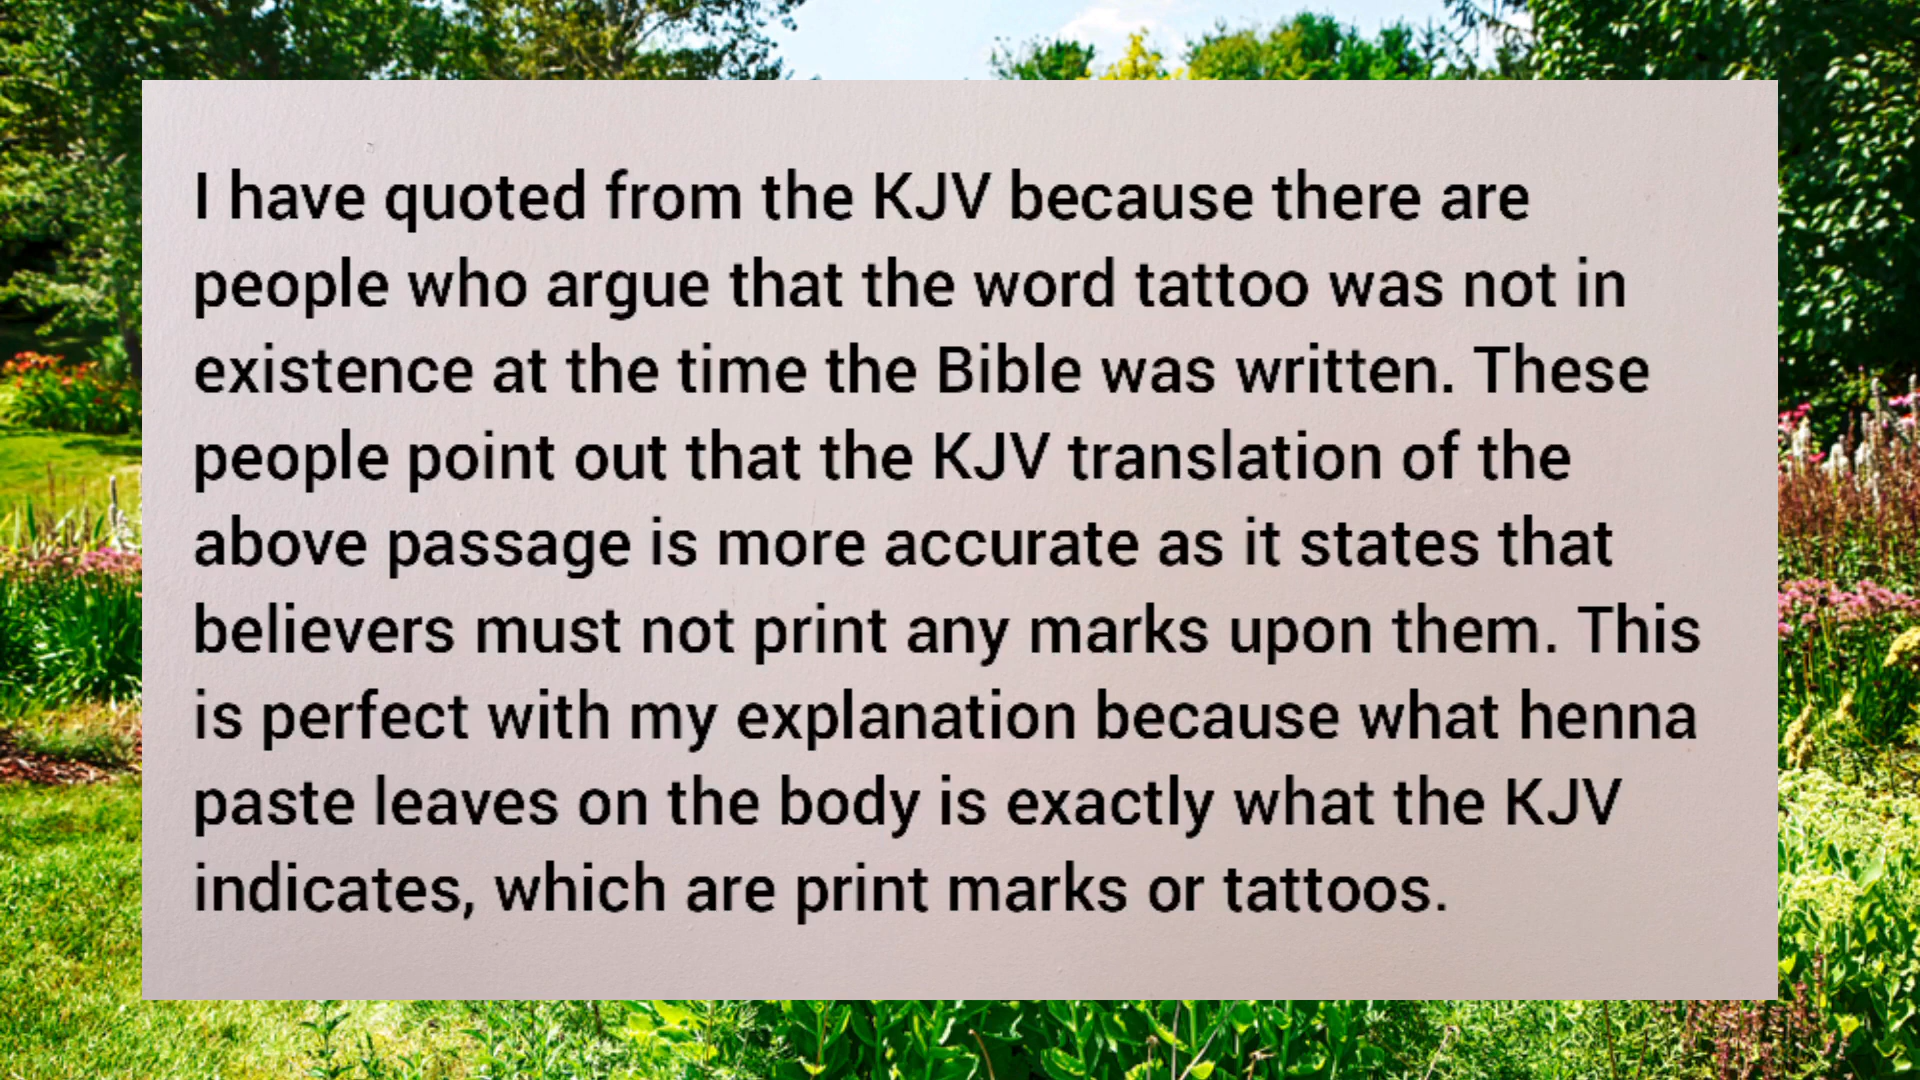 I have quoted from the KJV because there are
people who argue that the word tattoo was not in
existence at the time the Bible was written. These
people point out that the KJV translation of the
above passage is more accurate as it states that
believers must not print any marks upon them. This
is perfect with my explanation because what henna
paste leaves on the body is exactly what the KJV
indicates, which are print marks or tattoos.